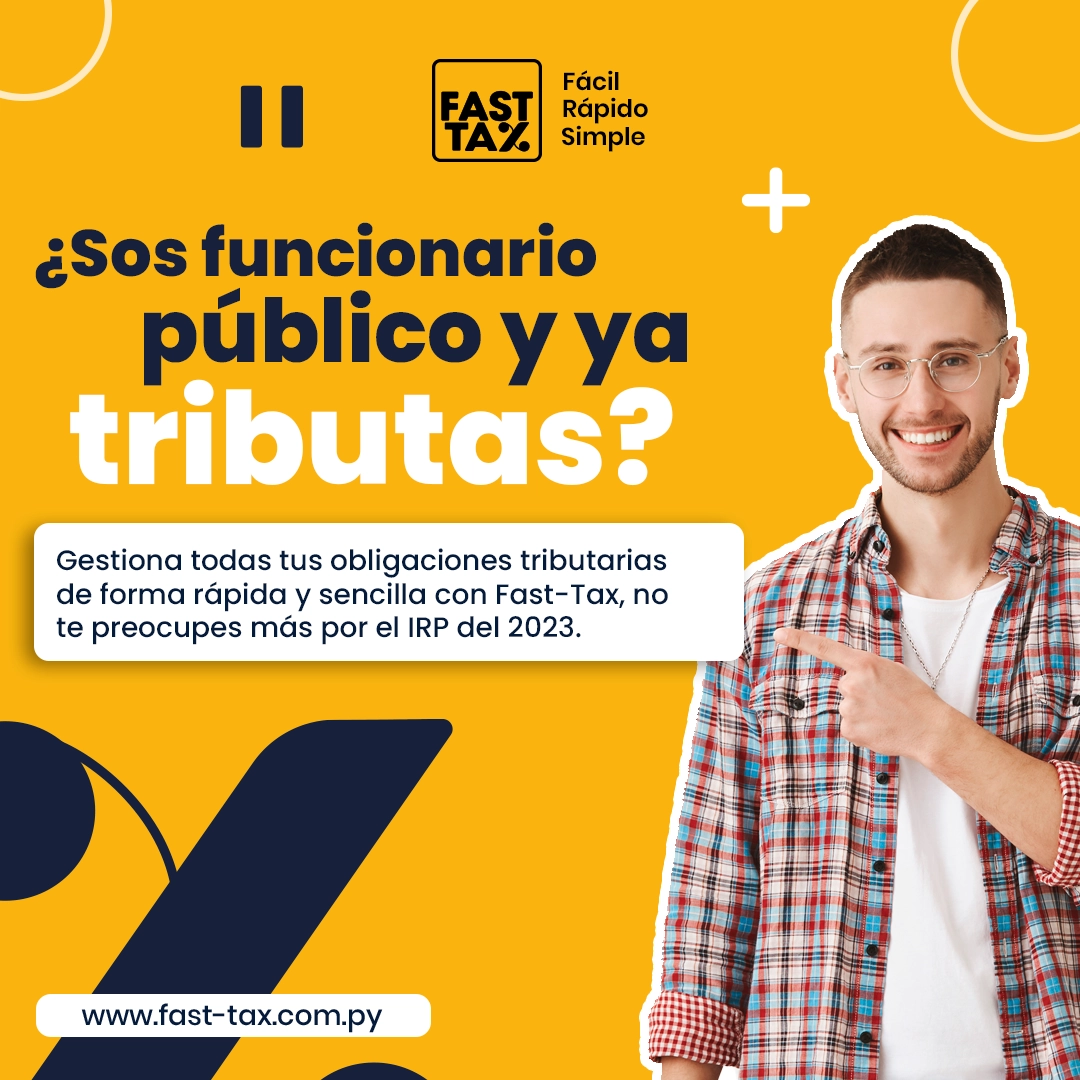 FAST
TAX
Fácil
Rápido
Simple
¿Sos funcionario
público y ya
tributas?
Gestiona todas tus obligaciones tributarias
de forma rápida y sencilla con Fast-Tax, no
te preocupes más por el IRP del 2023.
www.fast-tax.com.py